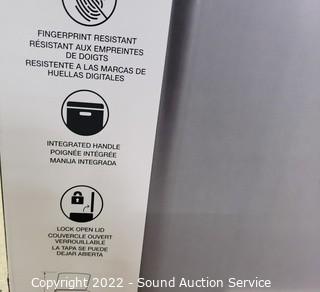 FINGERPRINT RESISTANT
RÉSISTANT AUX EMPREINTES
DE DOIGTS
RESISTENTE A LAS MARCAS DE
HUELLAS DIGITALES
INTEGRATED HANDLE
POIGNÉE INTÉGRÉE
MANIJA INTEGRADA
LOCK OPEN LID
COUVERCLE OUVERT
VERROUILLABLE
LA TAPA SE PUEDE
DEJAR ABIERTA
Copyright 2022 - Sound Auction Service